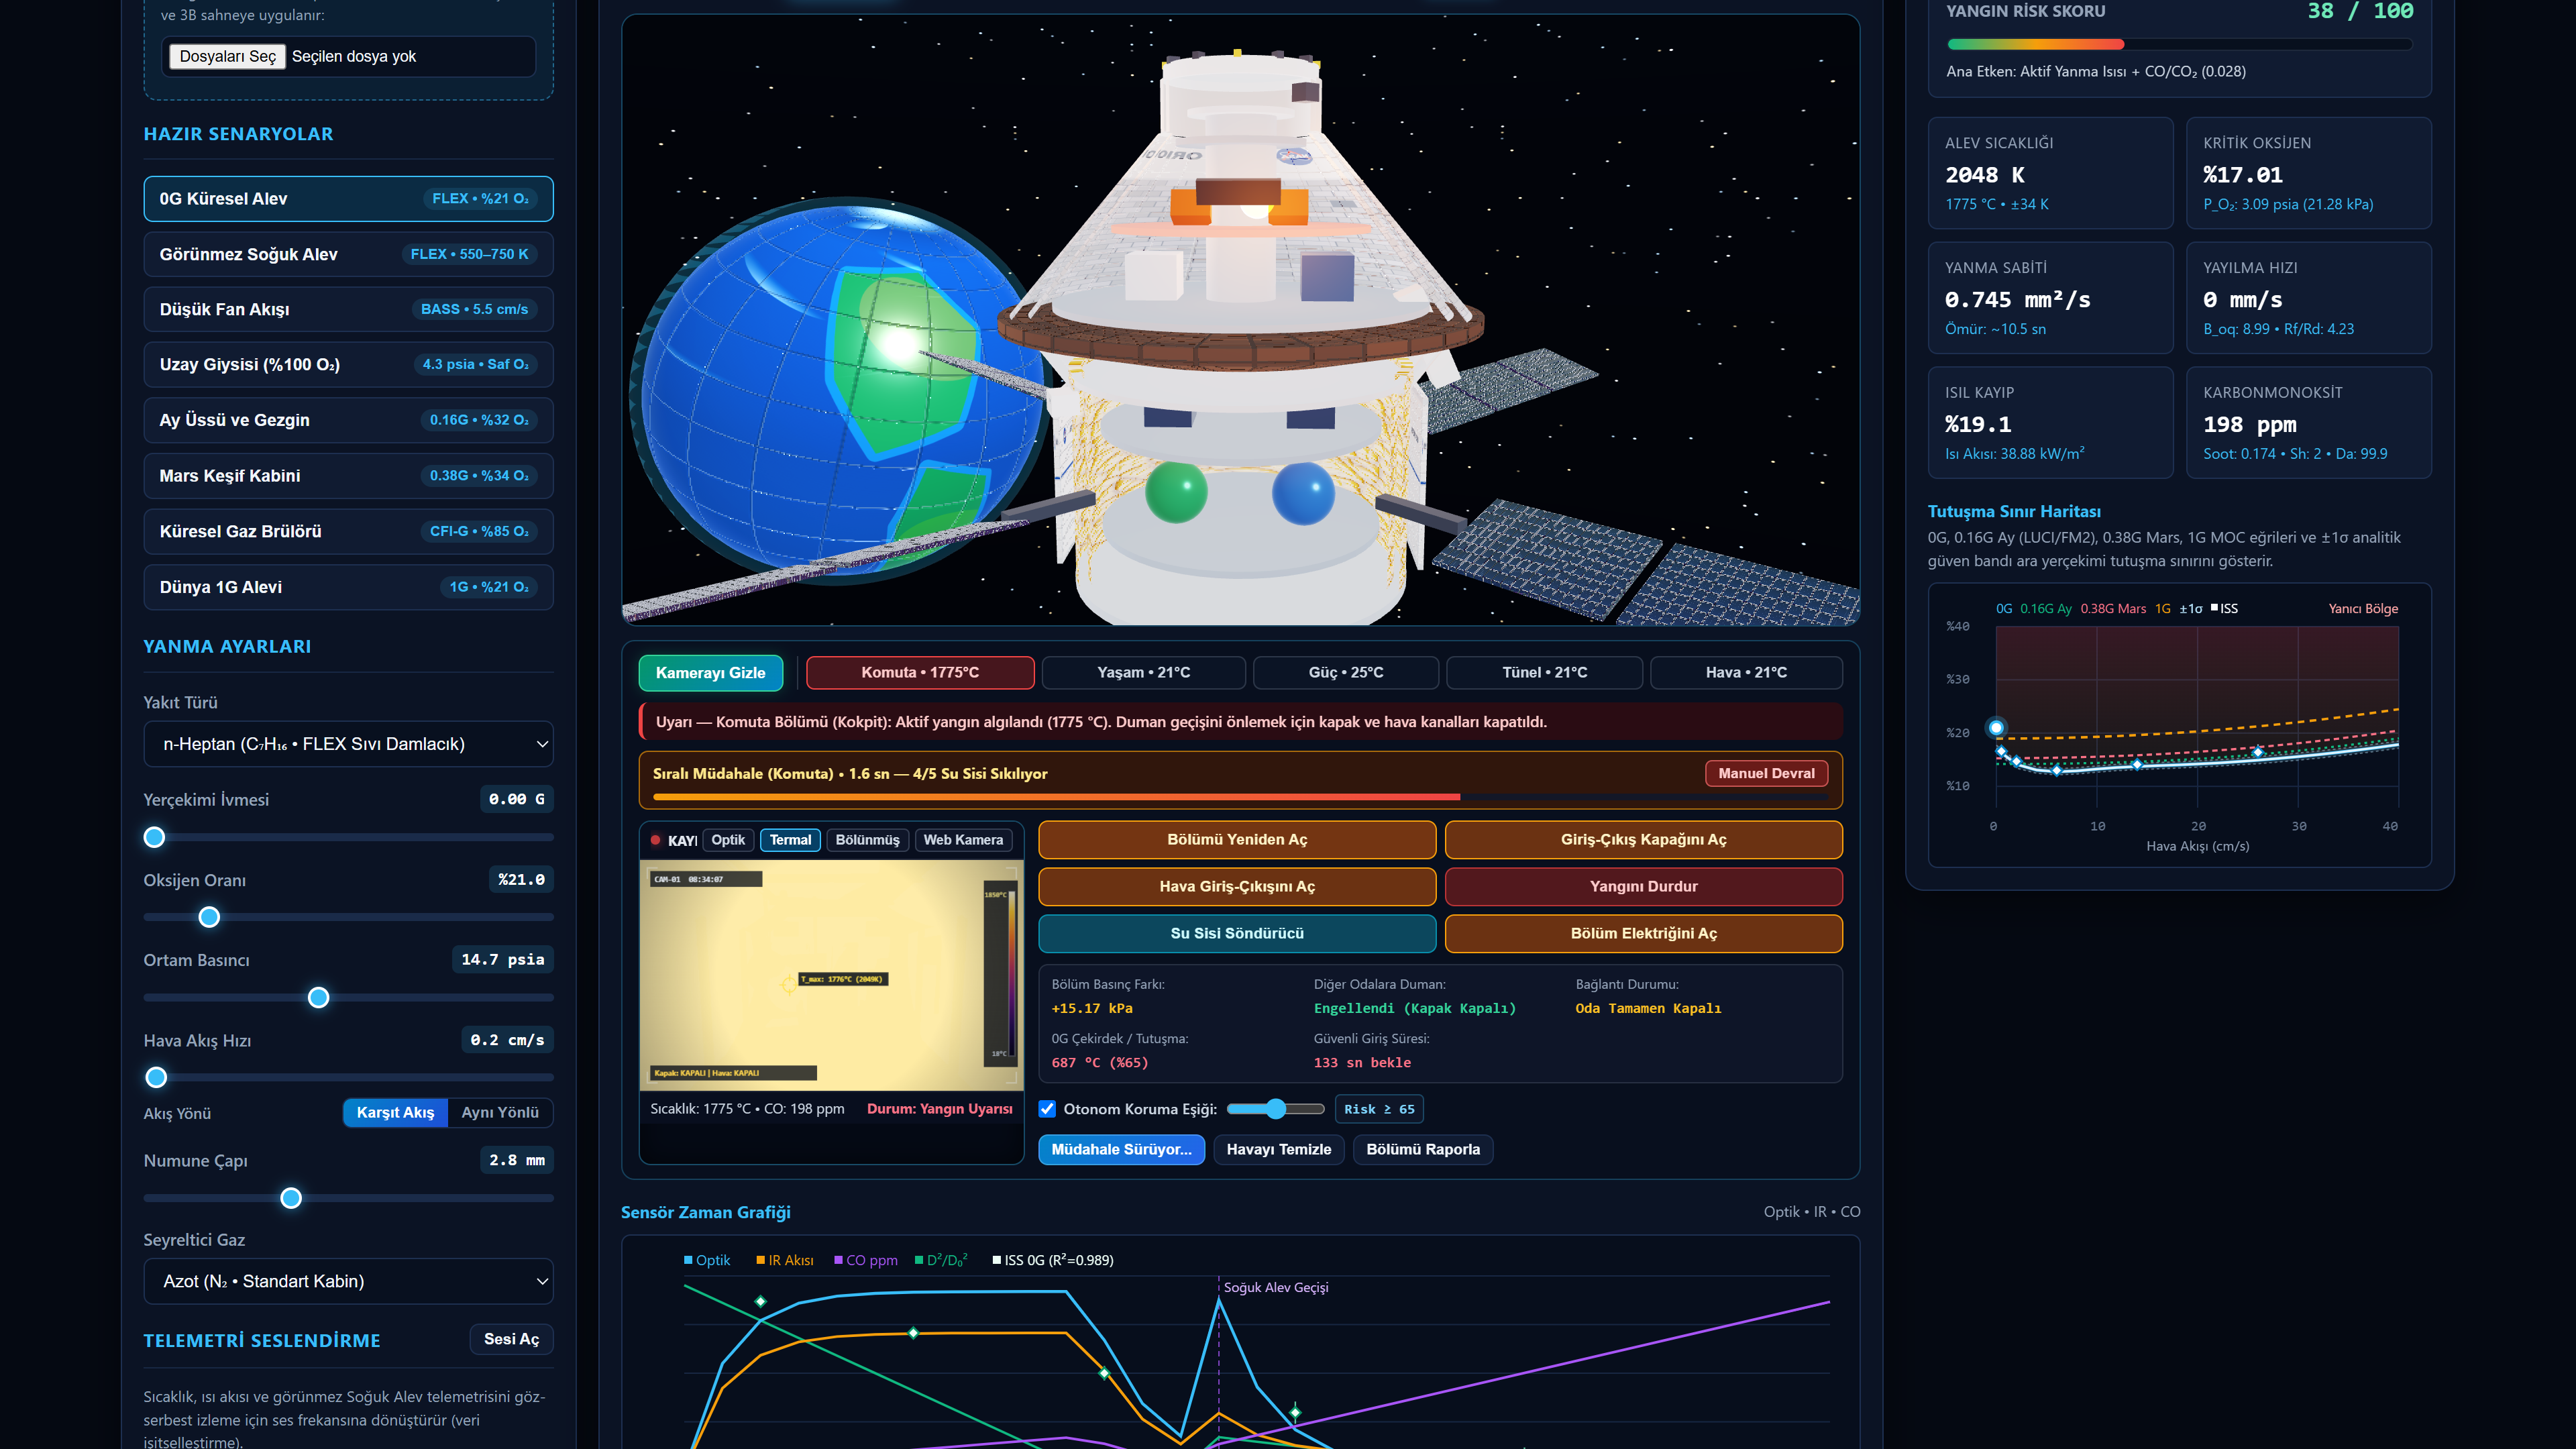 ve 3B sahneye uygulanır:
Dosyaları Seç Seçilen dosya yok
HAZIR SENARYOLAR
0G Küresel Alev FLEX • %21 O₂
Görünmez Soğuk Alev FLEX • 550–750 K
Düşük Fan Akışı BASS • 5.5 cm/s
Uzay Giysisi (%100 O₂) 4.3 psia • Saf O₂
Ay Üssü ve Gezgin 0.16G • %32 O₂
Mars Keşif Kabini 0.38G • %34 O₂
Küresel Gaz Brülörü CFI-G • %85 O₂
Dünya 1G Alevi 1G • %21 O₂
YANMA AYARLARI
Yakıt Türü
n-Heptan (C₇H₁₆ • FLEX Sıvı Damlacık)
Yerçekimi İvmesi 0.00 G
Oksijen Oranı %21.0
Ortam Basıncı 14.7 psia
Hava Akış Hızı 0.2 cm/s
Akış Yönü Karşıt Akış Aynı Yönlü
Numune Çapı 2.8 mm
Seyreltici Gaz
Azot (N₂ • Standart Kabin)
TELEMETRİ SESLENDİRME Sesi Aç
Sıcaklık, ısı akısı ve görünmez Soğuk Alev telemetrisini göz-
serbest izleme için ses frekansına dönüştürür (veri
işitselleştirme).
Kamerayı Gizle Komuta • 1775°C Yaşam • 21°C Güç • 25°C Tünel • 21°C Hava • 21°C
Uyarı — Komuta Bölümü (Kokpit): Aktif yangın algılandı (1775 °C). Duman geçişini önlemek için kapak ve hava kanalları kapatıldı.
Sıralı Müdahale (Komuta) • 1.6 sn — 4/5 Su Sisi Sıkılıyor Manuel Devral
KAYI Optik Termal Bölünmüş Web Kamera
CAM-01 08:34:07
1850°C
T_max: 1776°C (2049K)
18°C
Kapak: KAPALI | Hava: KAPALI
Sıcaklık: 1775 °C • CO: 198 ppm Durum: Yangın Uyarısı
Bölümü Yeniden Aç Giriş-Çıkış Kapağını Aç
Hava Giriş-Çıkışını Aç Yangını Durdur
Su Sisi Söndürücü Bölüm Elektriğini Aç
Bölüm Basınç Farkı: Diğer Odalara Duman: Bağlantı Durumu:
+15.17 kPa Engellendi (Kapak Kapalı) Oda Tamamen Kapalı
0G Çekirdek / Tutuşma: Güvenli Giriş Süresi:
687 °C (%65) 133 sn bekle
Otonom Koruma Eşiği: Risk ≥ 65
Müdahale Sürüyor... Havayı Temizle Bölümü Raporla
Sensör Zaman Grafiği Optik • IR • CO
Optik IR Akısı CO ppm D²/D₀² ISS 0G (R²=0.989)
Soğuk Alev Geçişi
YANGIN RİSK SKORU 38 / 100
Ana Etken: Aktif Yanma Isısı + CO/CO₂ (0.028)
ALEV SICAKLIĞI
2048 K
1775 °C • ±34 K
KRİTİK OKSİJEN
%17.01
P_O₂: 3.09 psia (21.28 kPa)
YANMA SABİTİ
0.745 mm²/s
Ömür: ~10.5 sn
YAYILMA HIZI
0 mm/s
B_oq: 8.99 • Rf/Rd: 4.23
ISIL KAYIP
%19.1
Isı Akısı: 38.88 kW/m²
KARBONMONOKSİT
198 ppm
Soot: 0.174 • Sh: 2 • Da: 99.9
Tutuşma Sınır Haritası
0G, 0.16G Ay (LUCI/FM2), 0.38G Mars, 1G MOC eğrileri ve ±1σ analitik
güven bandı ara yerçekimi tutuşma sınırını gösterir.
0G 0.16G Ay 0.38G Mars 1G ±1σ ISS Yanıcı Bölge
%40
%30
%20
%10
0 10 20 30 40
Hava Akışı (cm/s)